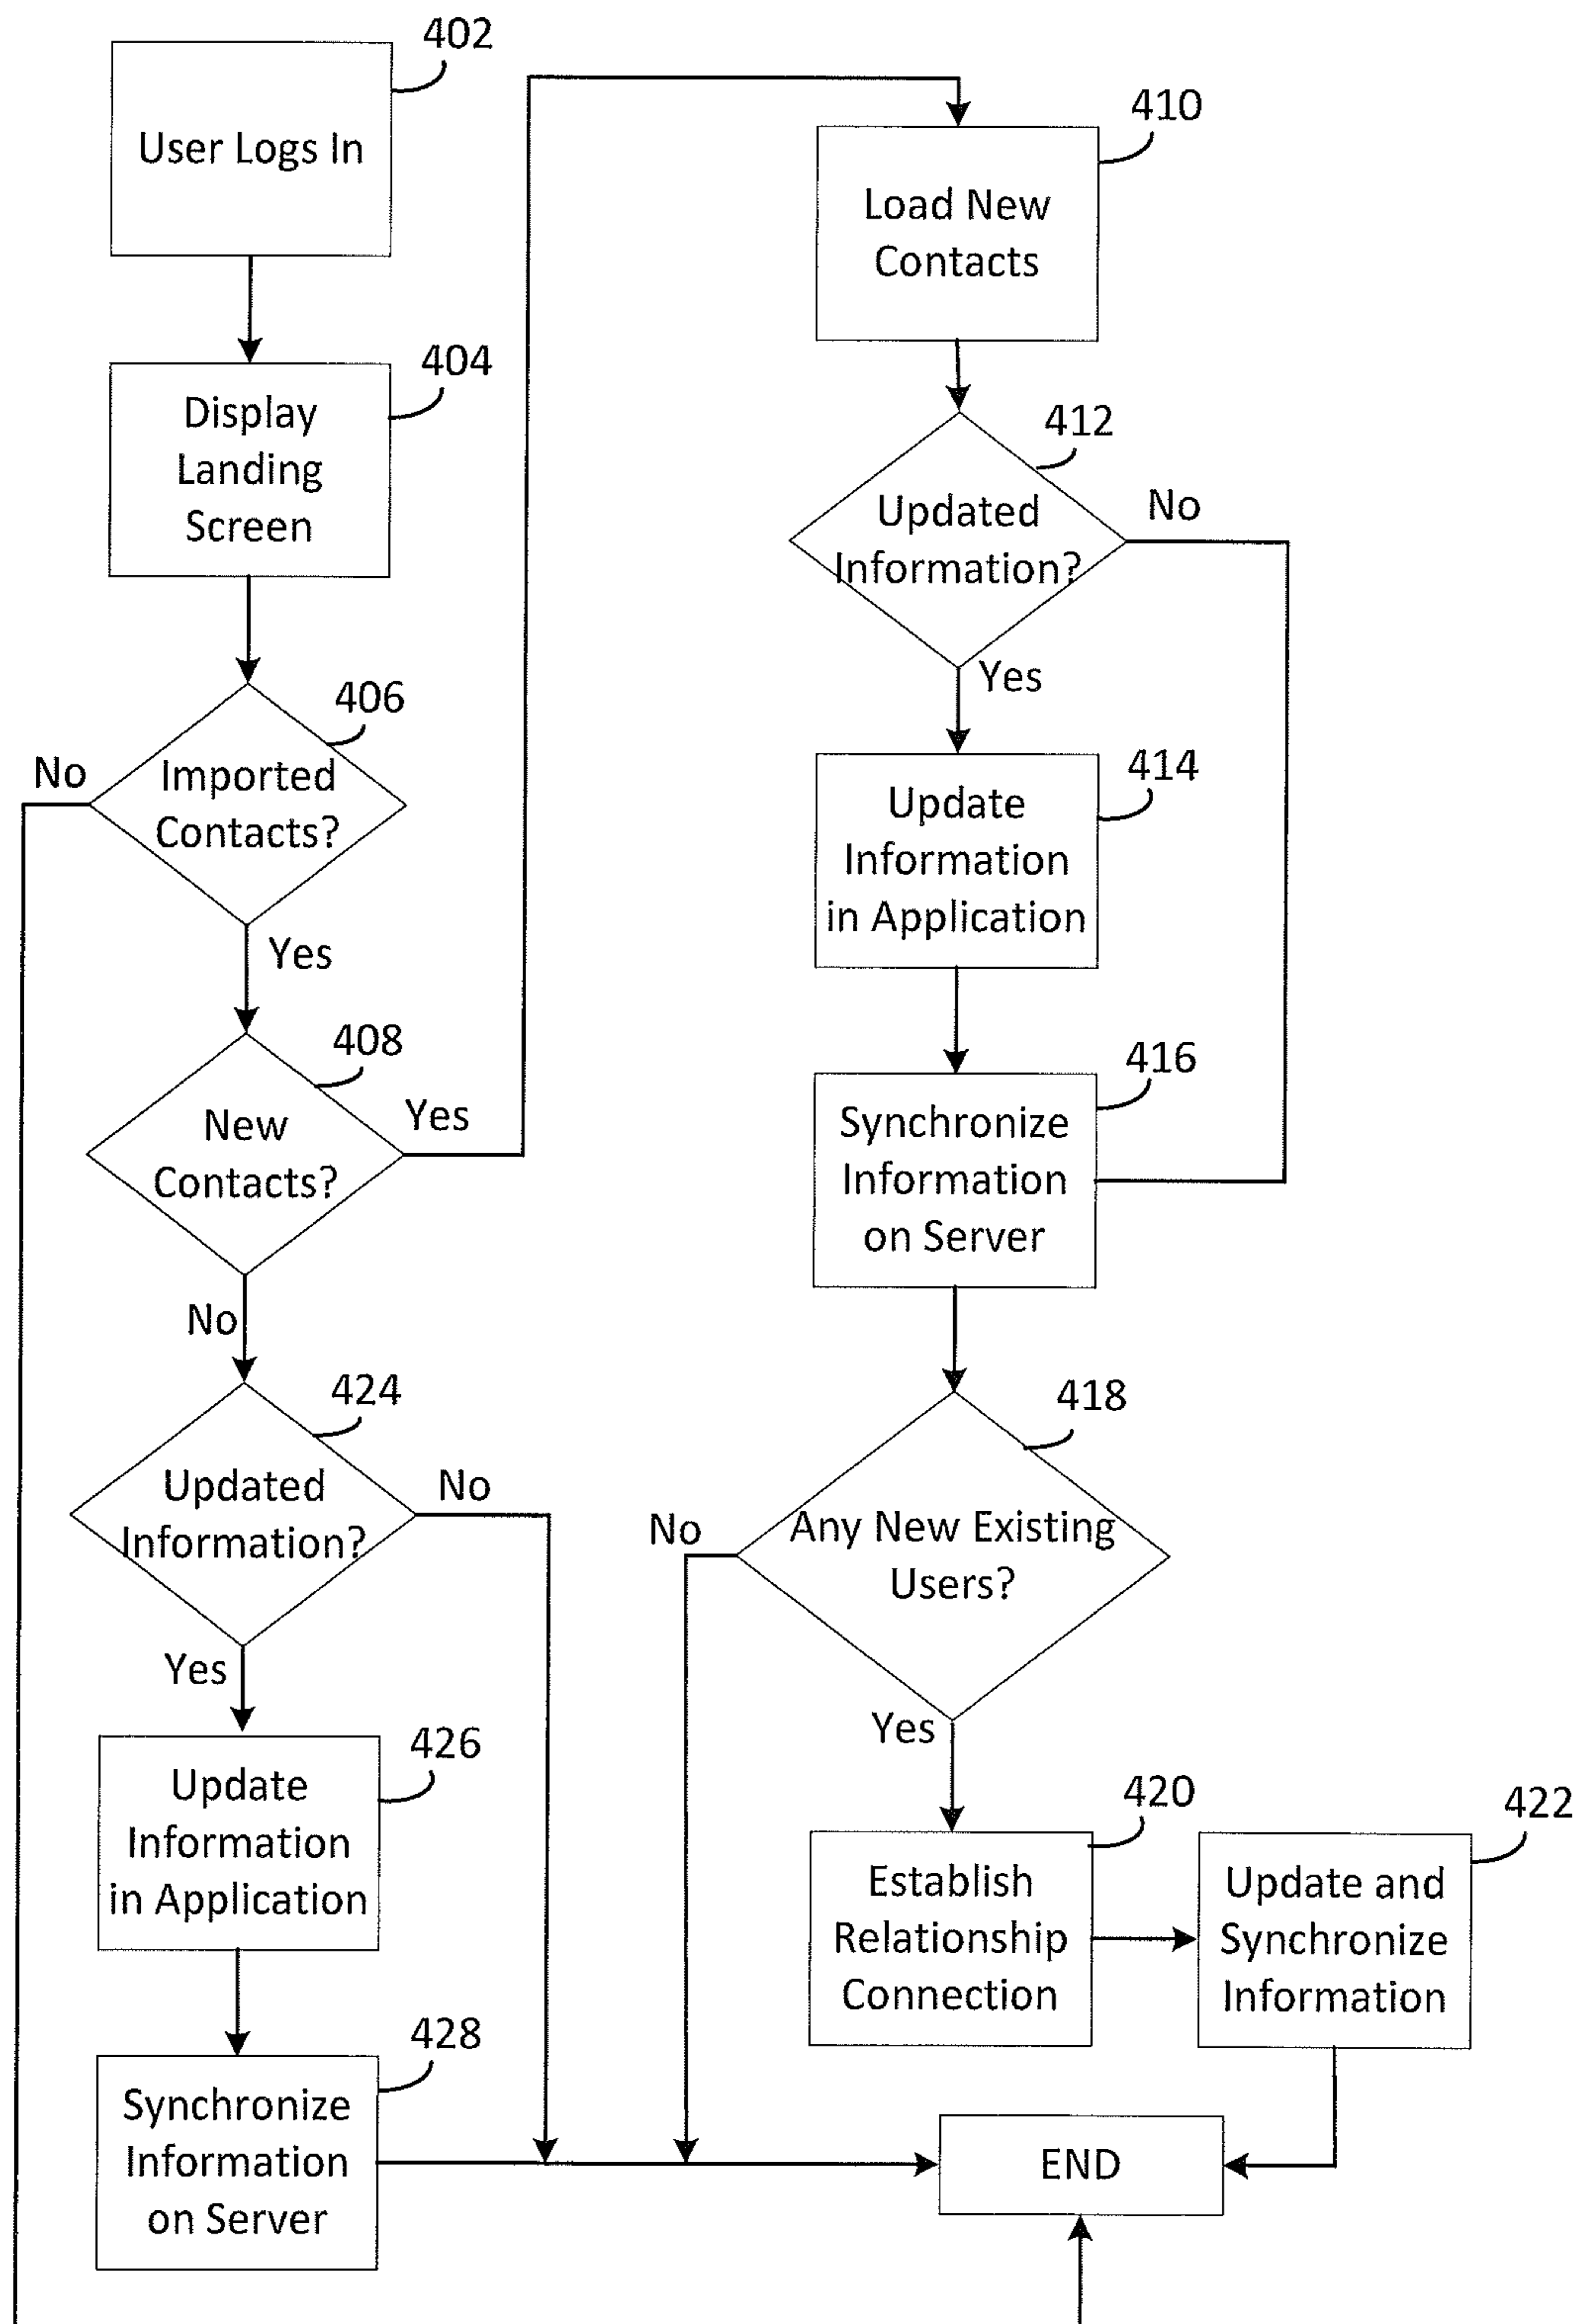 402
User Logs In
404
Display
Landing
Screen
406
No
Imported
Contacts?
Yes
408
New
Contacts?
Yes
No
424
Updated
Information?
No
Yes
426
Update
Information
in Application
428
Synchronize
Information
on Server
410
Load New
Contacts
412
Updated
Information?
No
Yes
414
Update
Information
in Application
416
Synchronize
Information
on Server
418
No
Any New Existing
Users?
Yes
420
Establish
Relationship
Connection
422
Update and
Synchronize
Information
END